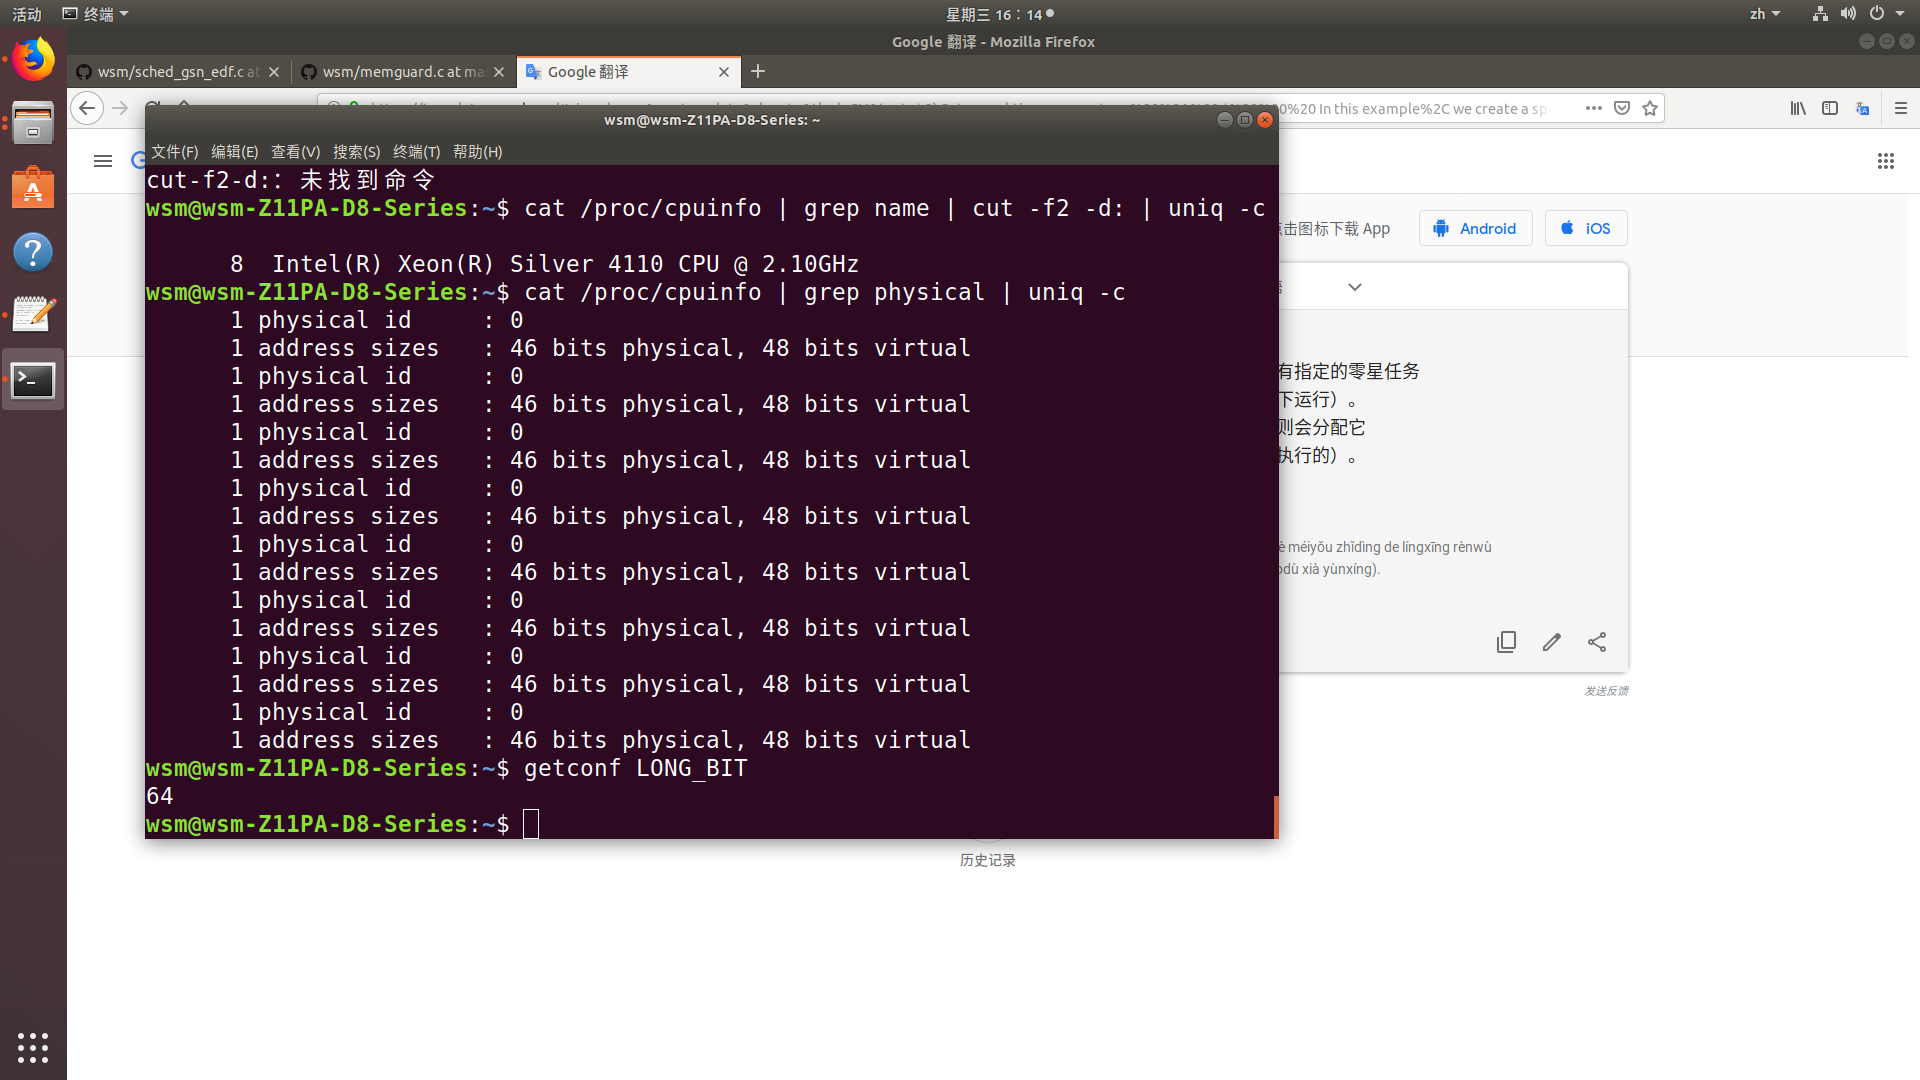 活动
终端
星期三 16：14
zh
Google 翻译 - Mozilla Firefox
wsm/sched_gsn_edf.c at
wsm/memguard.c at ma
Google 翻译
0%20 In this example%2C we create a sp
wsm@wsm-Z11PA-D8-Series: ~
文件(F) 编辑(E) 查看(V) 搜索(S) 终端(T) 帮助(H)
cut-f2-d:：未找到命令
wsm@wsm-Z11PA-D8-Series:~$ cat /proc/cpuinfo | grep name | cut -f2 -d: | uniq -c
8  Intel(R) Xeon(R) Silver 4110 CPU @ 2.10GHz
wsm@wsm-Z11PA-D8-Series:~$ cat /proc/cpuinfo | grep physical | uniq -c
1 physical id     : 0
1 address sizes   : 46 bits physical, 48 bits virtual
1 physical id     : 0
1 address sizes   : 46 bits physical, 48 bits virtual
1 physical id     : 0
1 address sizes   : 46 bits physical, 48 bits virtual
1 physical id     : 0
1 address sizes   : 46 bits physical, 48 bits virtual
1 physical id     : 0
1 address sizes   : 46 bits physical, 48 bits virtual
1 physical id     : 0
1 address sizes   : 46 bits physical, 48 bits virtual
1 physical id     : 0
1 address sizes   : 46 bits physical, 48 bits virtual
1 physical id     : 0
1 address sizes   : 46 bits physical, 48 bits virtual
wsm@wsm-Z11PA-D8-Series:~$ getconf LONG_BIT
64
wsm@wsm-Z11PA-D8-Series:~$
点击图标下载 App
Android
iOS
有指定的零星任务
下运行）。
则会分配它
执行的）。
è méiyǒu zhǐdìng de língxīng rènwù
xià yùnxíng).
发送反馈
历史记录